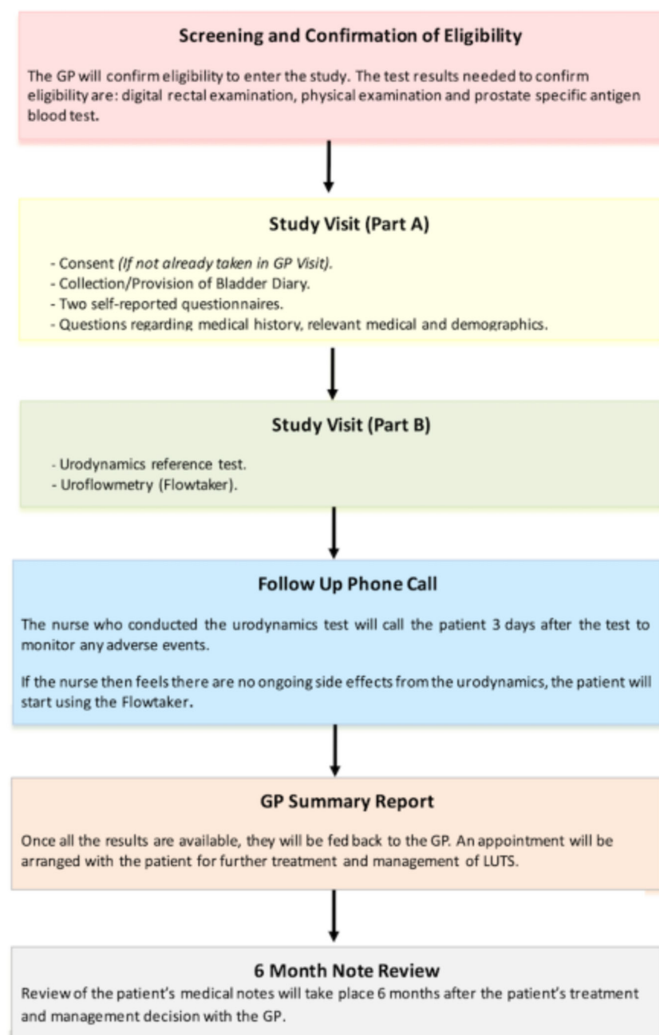 Screening and Confirmation of Eligibility
The GP will confirm eligibility to enter the study. The test results needed to confirm
eligibility are: digital rectal examination, physical examination and prostate specific antigen
blood test.
Study Visit (Part A)
- Consent (If not already taken in GP Visit).
- Collection/Provision of Bladder Diary.
- Two self-reported questionnaires.
- Questions regarding medical history, relevant medical and demographics.
Study Visit (Part B)
- Urodynamics reference test.
- Uroflowmetry (Flowtaker).
Follow Up Phone Call
The nurse who conducted the urodynamics test will call the patient 3 days after the test to
monitor any adverse events.
If the nurse then feels there are no ongoing side effects from the urodynamics, the patient will
start using the Flowtaker.
GP Summary Report
Once all the results are available, they will be fed back to the GP. An appointment will be
arranged with the patient for further treatment and management of LUTS.
6 Month Note Review
Review of the patient's medical notes will take place 6 months after the patient's treatment
and management decision with the GP.